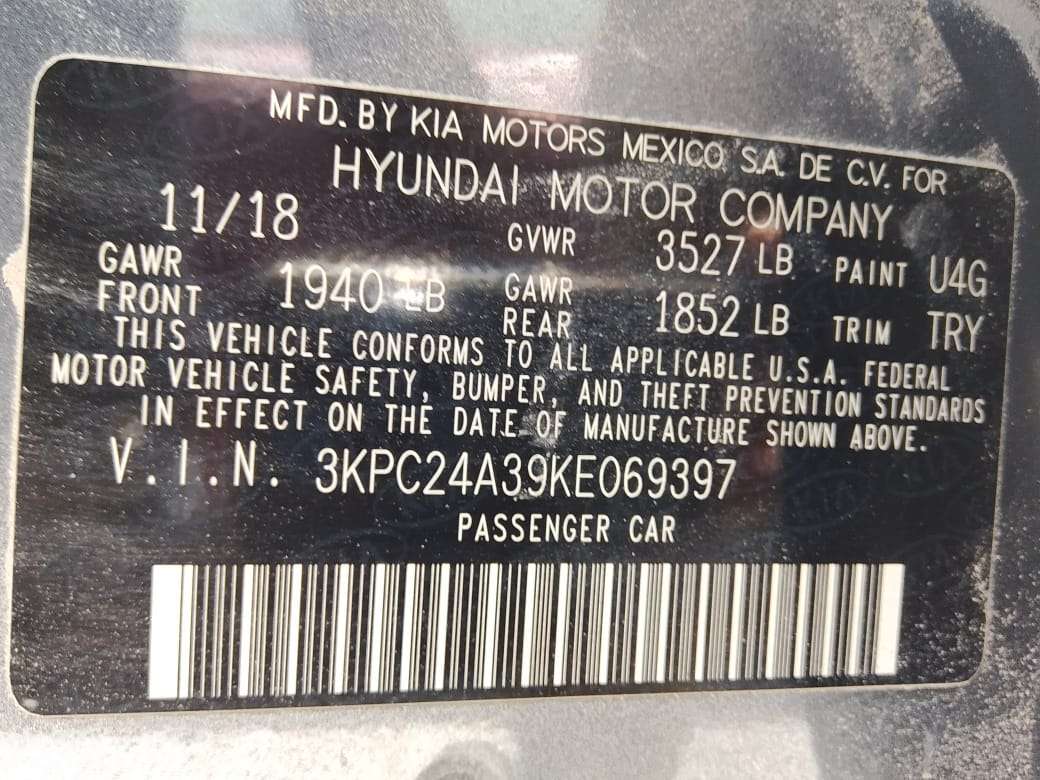 MFD. BY KIA MOTORS MEXICO S.A. DE C.V. FOR
HYUNDAI MOTOR COMPANY
11/18 GVWR 3527 LB PAINT U4G
GAWR FRONT 1940 LB GAWR REAR 1852 LB TRIM TRY
THIS VEHICLE CONFORMS TO ALL APPLICABLE U.S.A. FEDERAL
MOTOR VEHICLE SAFETY, BUMPER, AND THEFT PREVENTION STANDARDS
IN EFFECT ON THE DATE OF MANUFACTURE SHOWN ABOVE.
V.I.N. 3KPC24A39KE069397
PASSENGER CAR